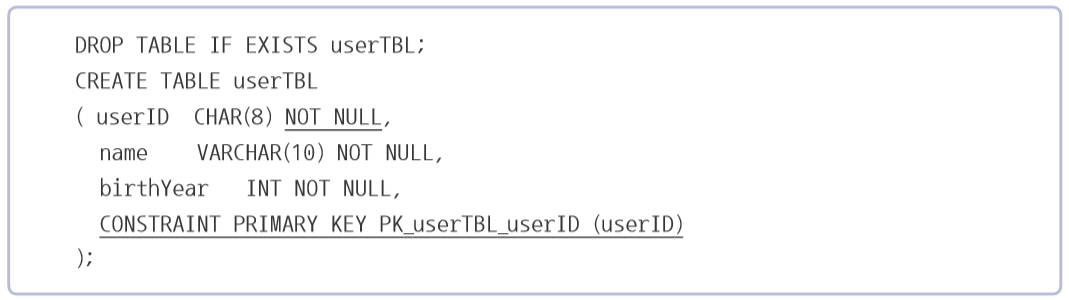 DROP TABLE IF EXISTS userTBL;
CREATE TABLE userTBL
( userID  CHAR(8) NOT NULL,
  name    VARCHAR(10) NOT NULL,
  birthYear   INT NOT NULL,
  CONSTRAINT PRIMARY KEY PK_userTBL_userID (userID)
);